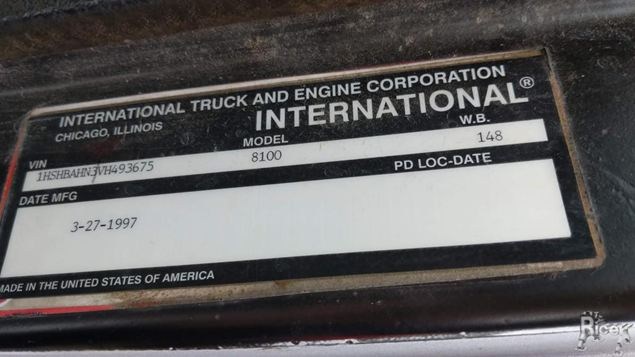 INTERNATIONAL TRUCK AND ENGINE CORPORATION
CHICAGO, ILLINOIS
INTERNATIONAL®
VIN
MODEL
W.B.
1HSHBAHN3VH493675
8100
148
DATE MFG
PD LOC-DATE
3-27-1997
MADE IN THE UNITED STATES OF AMERICA